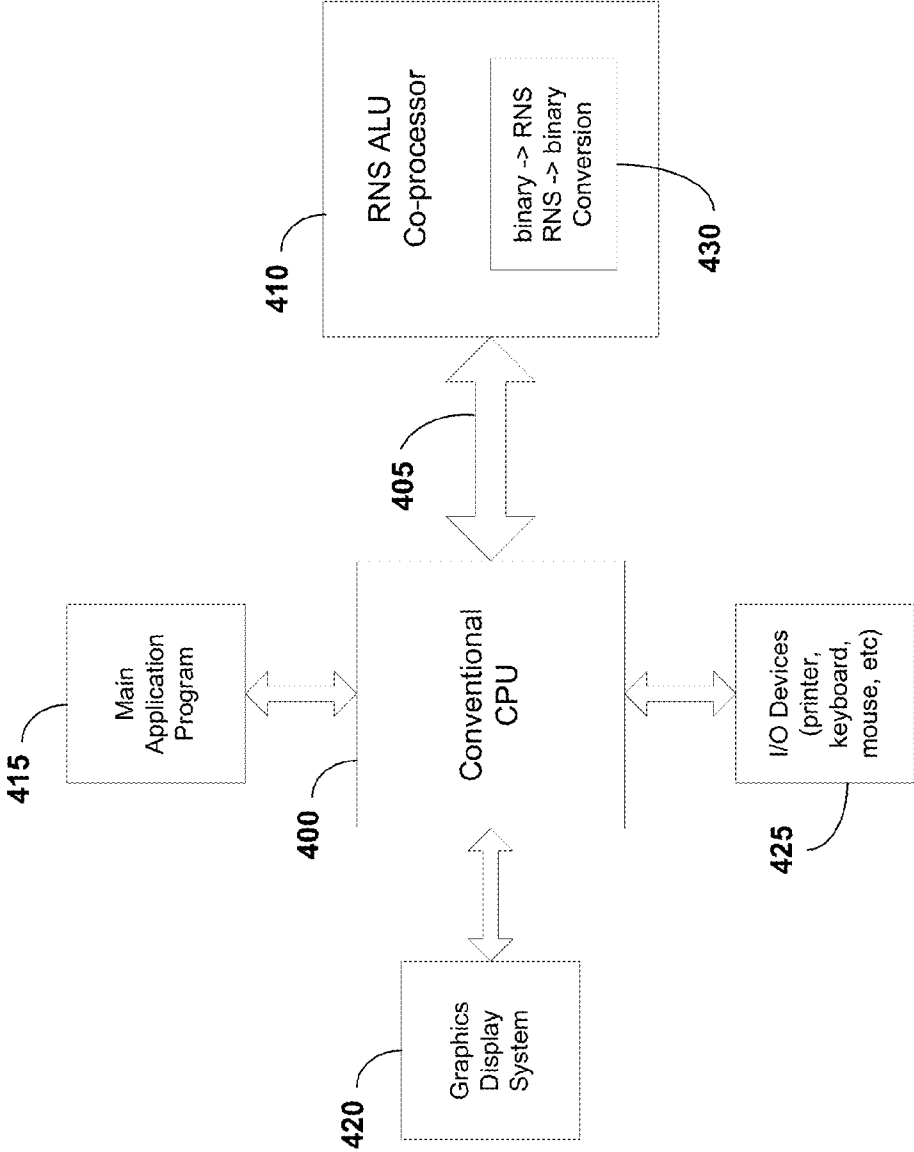 415
Main
Application
Program
400
Conventional
CPU
420
Graphics
Display
System
425
I/O Devices
(printer,
keyboard,
mouse, etc)
405
410
RNS ALU
Co-processor
binary -> RNS
RNS -> binary
Conversion
430